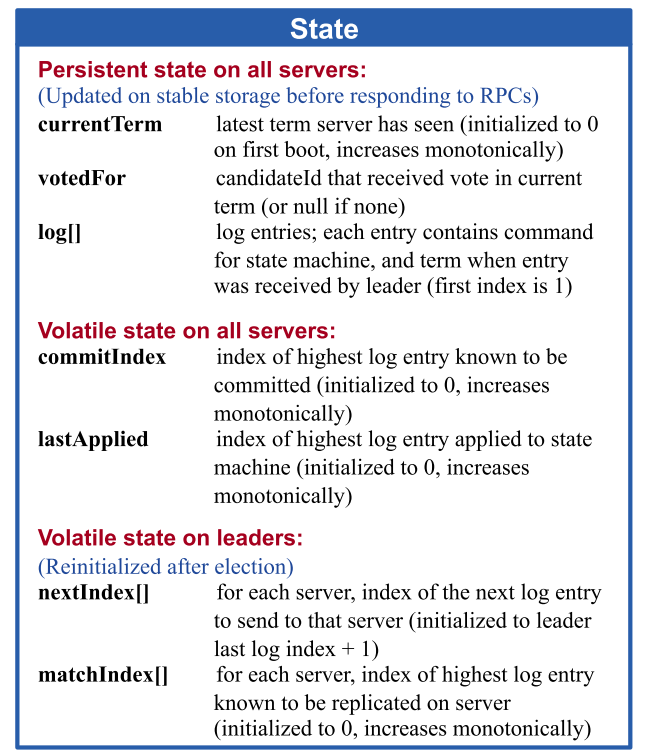 State
Persistent state on all servers:
(Updated on stable storage before responding to RPCs)
currentTerm latest term server has seen (initialized to 0
on first boot, increases monotonically)
votedFor candidateId that received vote in current
term (or null if none)
log[] log entries; each entry contains command
for state machine, and term when entry
was received by leader (first index is 1)
Volatile state on all servers:
commitIndex index of highest log entry known to be
committed (initialized to 0, increases
monotonically)
lastApplied index of highest log entry applied to state
machine (initialized to 0, increases
monotonically)
Volatile state on leaders:
(Reinitialized after election)
nextIndex[] for each server, index of the next log entry
to send to that server (initialized to leader
last log index + 1)
matchIndex[] for each server, index of highest log entry
known to be replicated on server
(initialized to 0, increases monotonically)